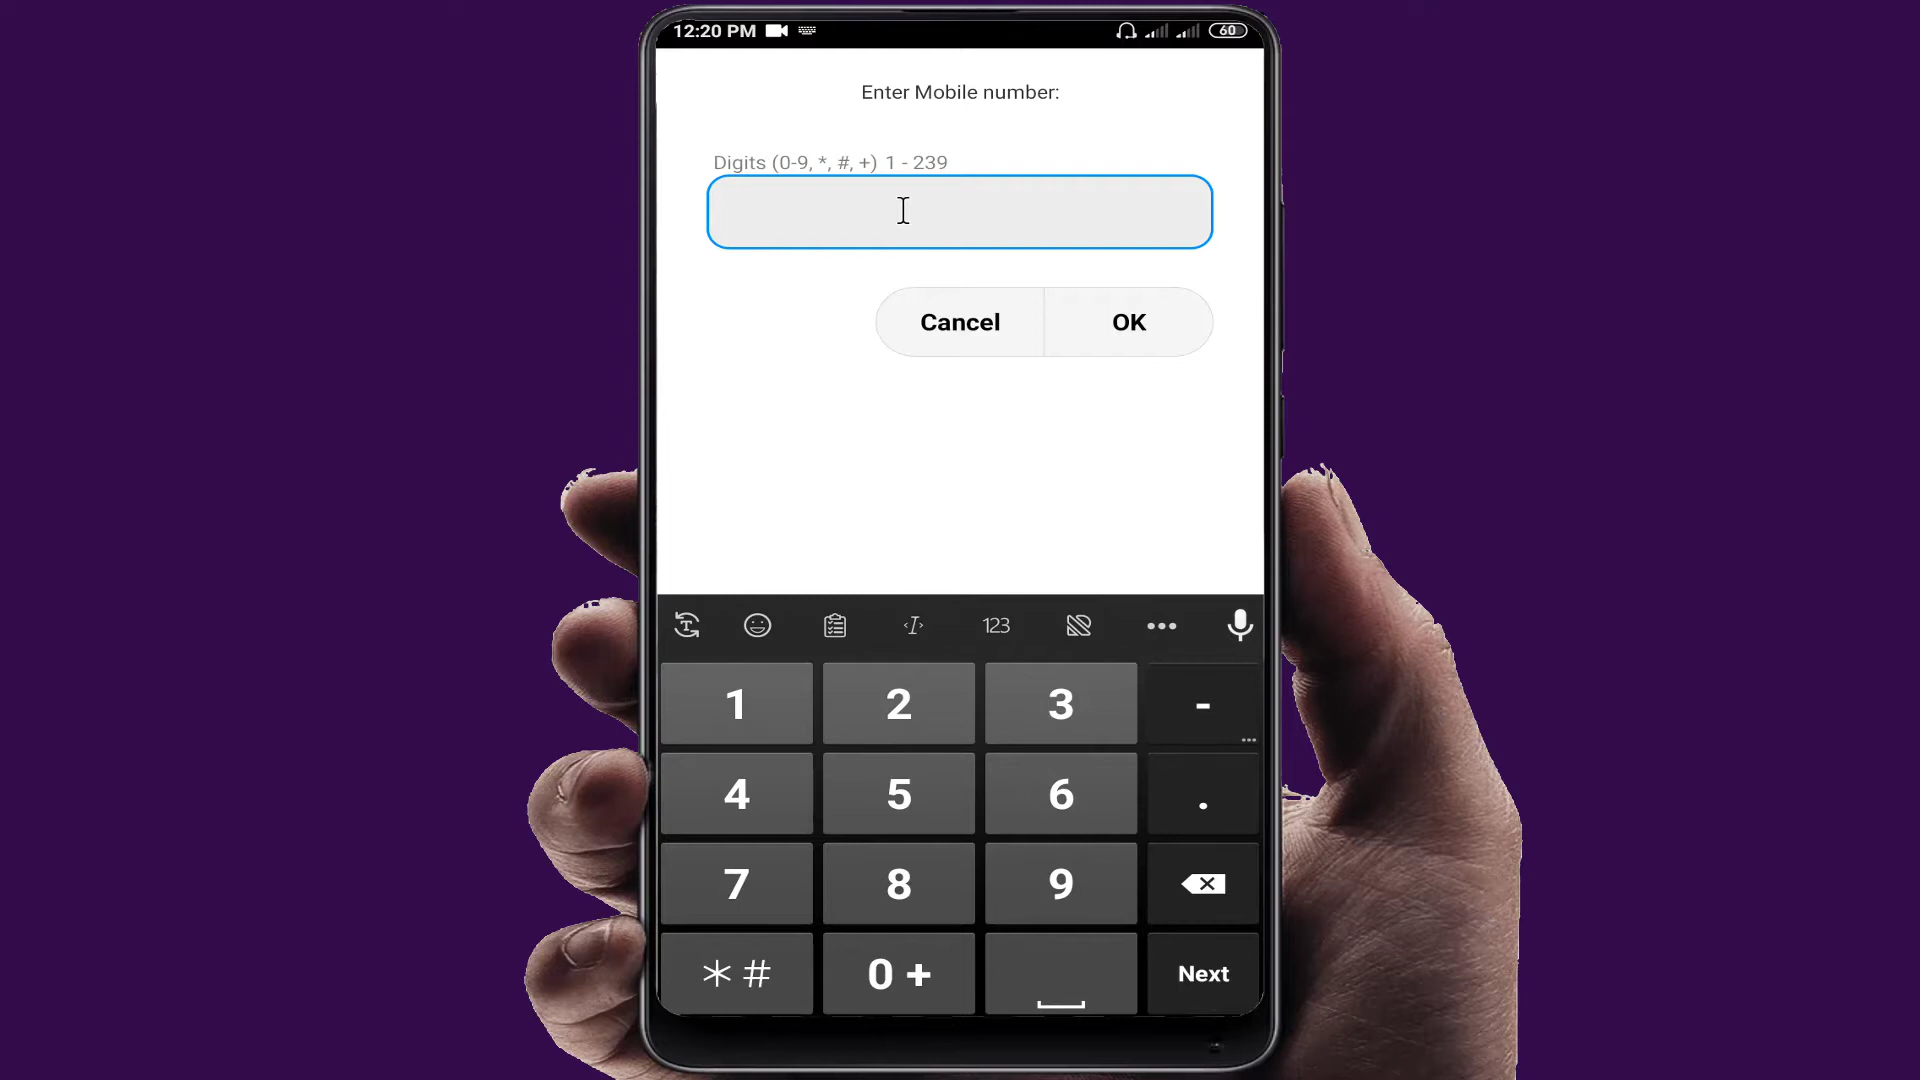 12:20 PM 60
Enter Mobile number:
Digits (0-9, *, #, +) 1 - 239
Cancel OK
123
1 2 3 -
4 5 6 .
7 8 9
* # 0 + Next